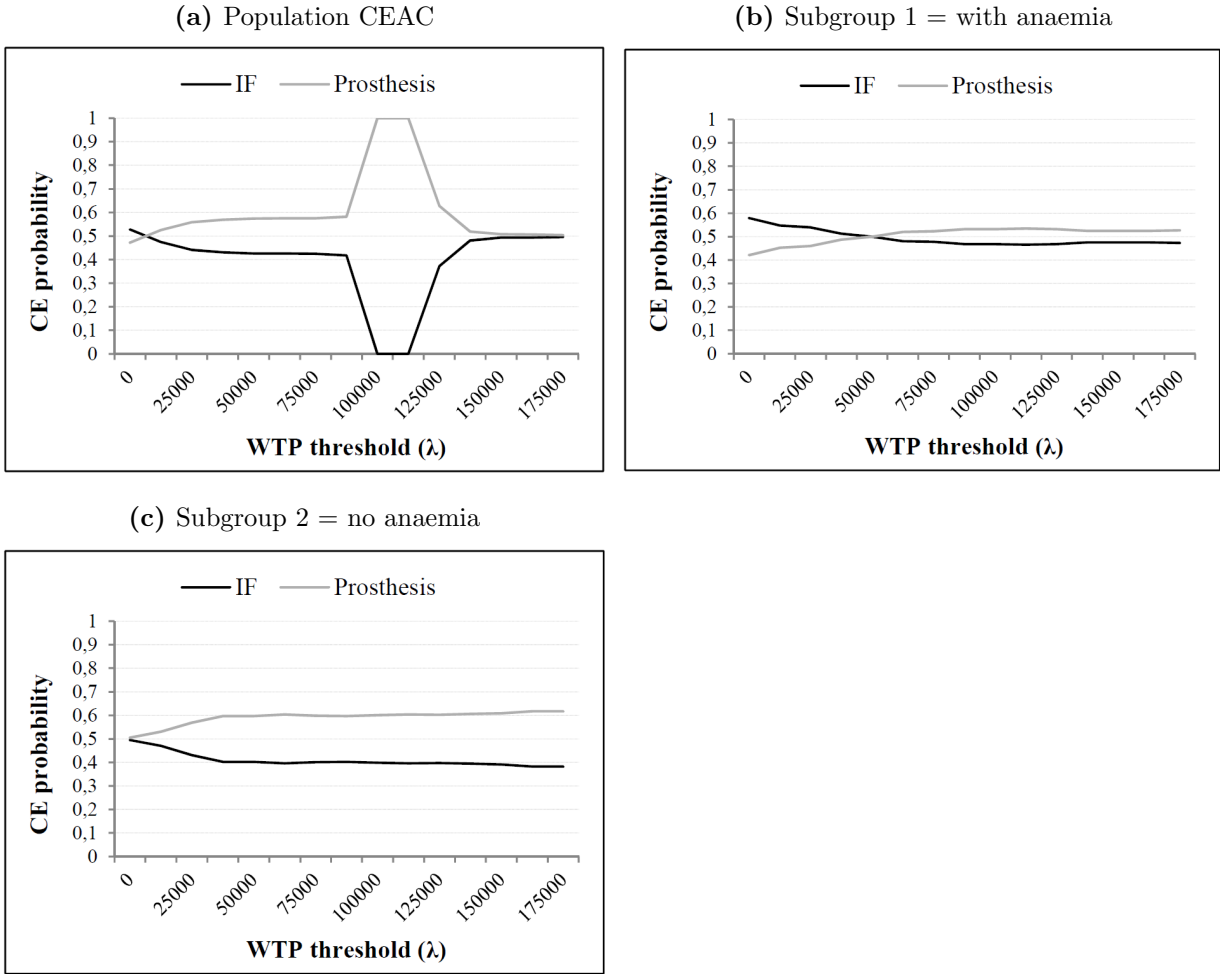 (a) Population CEAC
IF Prosthesis
1
0,9
0,8
0,7
0,6
0,5
0,4
0,3
0,2
0,1
0
CE probability
0 25000 50000 75000 100000 125000 150000 175000
WTP threshold (λ)
(b) Subgroup 1 = with anaemia
IF Prosthesis
1
0,9
0,8
0,7
0,6
0,5
0,4
0,3
0,2
0,1
0
CE probability
0 25000 50000 75000 100000 125000 150000 175000
WTP threshold (λ)
(c) Subgroup 2 = no anaemia
IF Prosthesis
1
0,9
0,8
0,7
0,6
0,5
0,4
0,3
0,2
0,1
0
CE probability
0 25000 50000 75000 100000 125000 150000 175000
WTP threshold (λ)